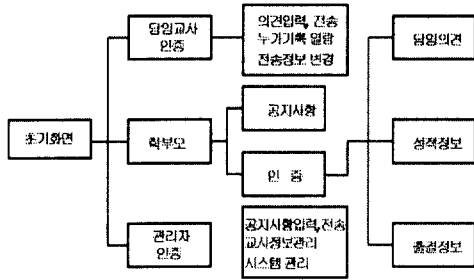 초기화면
담임교사
인증
의견입력, 전송
누가기록 열람
전송정보 변경
학부모
공지사항
인 증
관리자
인증
공지사항입력,전송
교사정보관리
시스템 관리
담임의견
성적정보
출결정보